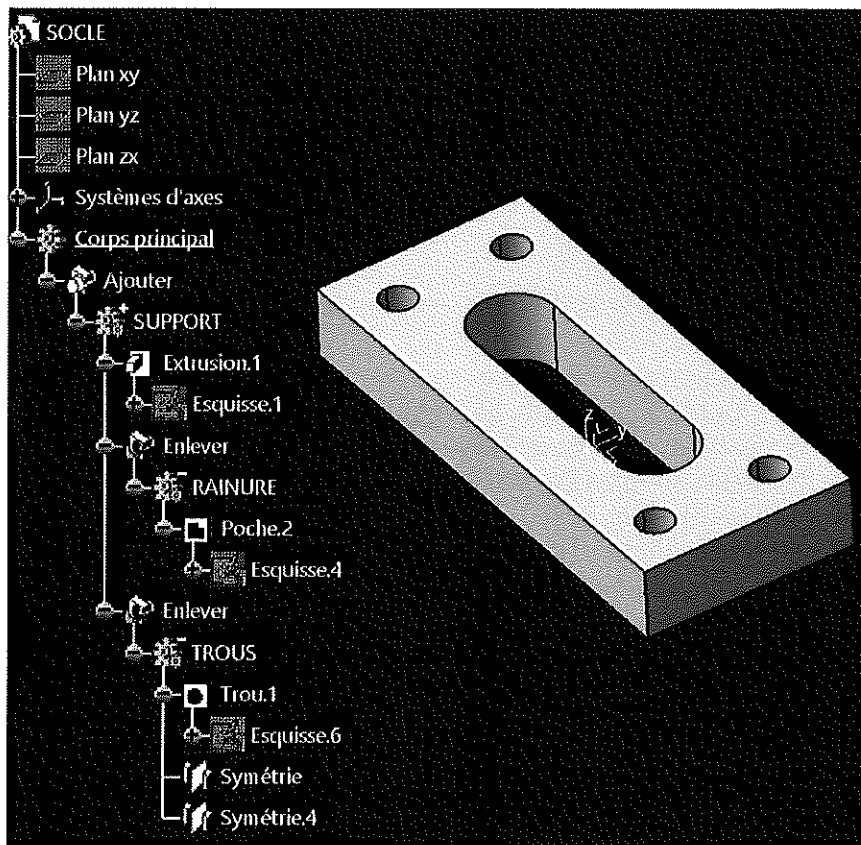 SOCLE
Plan xy
Plan yz
Plan zx
Systèmes d'axes
Corps principal
Ajouter
SUPPORT
Extrusion.1
Esquisse.1
Enlever
RAINURE
Poche.2
Esquisse.4
Enlever
TROUS
Trou.1
Esquisse.6
Symétrie
Symétrie.4